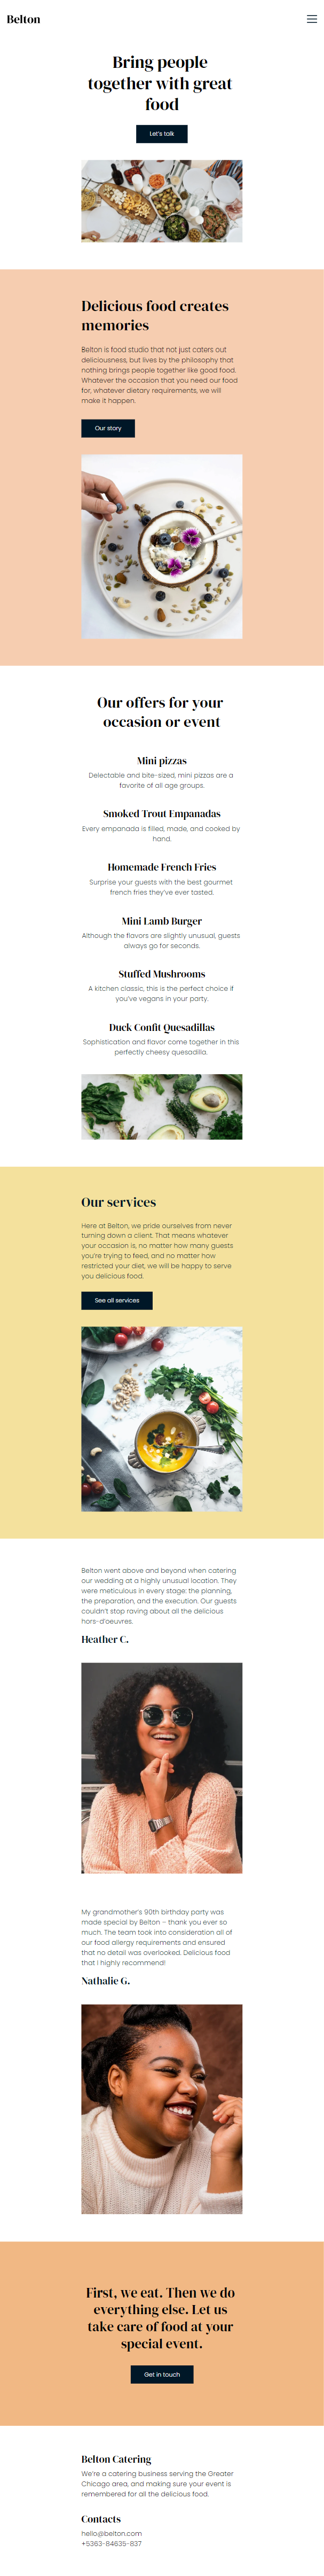 Belton
Bring people
together with great
food
Let's talk
Delicious food creates
memories
Belton is food studio that not just caters out
deliciousness, but lives by the philosophy that
nothing brings people together like good food.
Whatever the occasion that you need our food
for, whatever dietary requirements, we will
make it happen.
Our story
Our offers for your
occasion or event
Mini pizzas
Delectable and bite-sized, mini pizzas are a
favorite of all age groups.
Smoked Trout Empanadas
Every empanada is filled, made, and cooked by
hand.
Homemade French Fries
Surprise your guests with the best gourmet
french fries they've ever tasted.
Mini Lamb Burger
Although the flavors are slightly unusual, guests
always go for seconds.
Stuffed Mushrooms
A kitchen classic, this is the perfect choice if
you've vegans in your party.
Duck Confit Quesadillas
Sophistication and flavor come together in this
perfectly cheesy quesadilla.
Our services
Here at Belton, we pride ourselves from never
turning down a client. That means whatever
your occasion is, no matter how many guests
you're trying to feed, and no matter how
restricted your diet, we will be happy to serve
you delicious food.
See all services
Belton went above and beyond when catering
our wedding at a highly unusual location. They
were meticulous in every stage: the planning,
the preparation, and the execution. Our guests
couldn't stop raving about all the delicious
hors-d'oeuvres.
Heather C.
My grandmother's 90th birthday party was
made special by Belton – thank you ever so
much. The team took into consideration all of
our food allergy requirements and ensured
that no detail was overlooked. Delicious food
that I highly recommend!
Nathalie G.
First, we eat. Then we do
everything else. Let us
take care of food at your
special event.
Get in touch
Belton Catering
We're a catering business serving the Greater
Chicago area, and making sure your event is
remembered for all the delicious food.
Contacts
hello@belton.com
+5363-84635-837